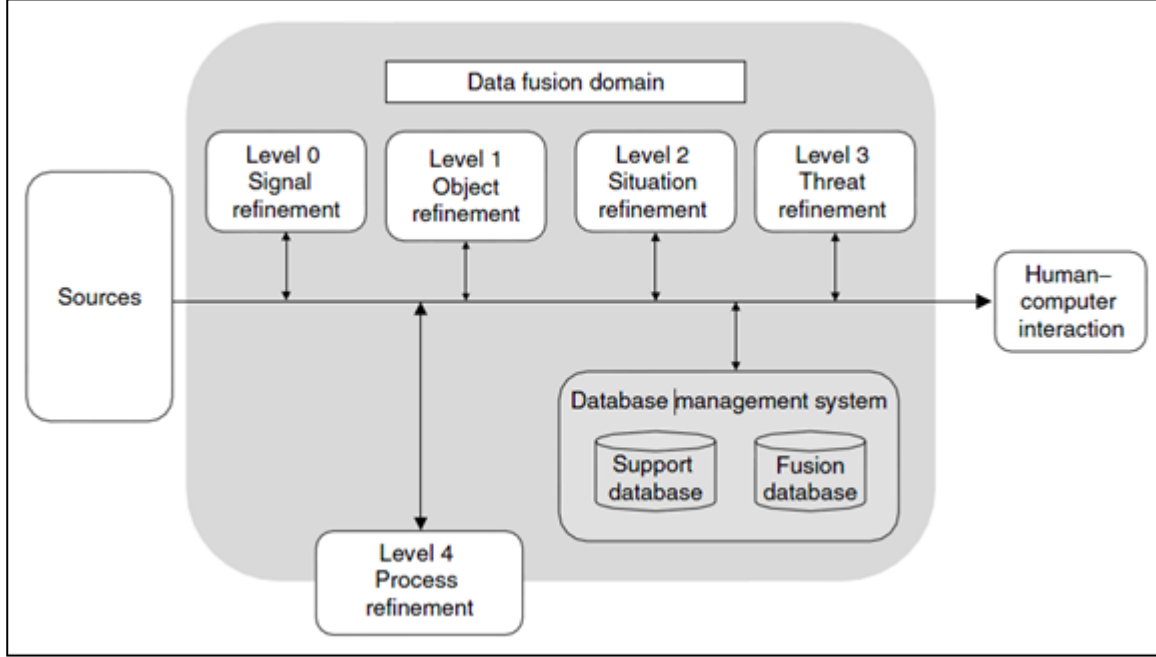 Data fusion domain
Level 0
Signal
refinement
Level 1
Object
refinement
Level 2
Situation
refinement
Level 3
Threat
refinement
Sources
Human–
computer
interaction
Database management system
Support
database
Fusion
database
Level 4
Process
refinement